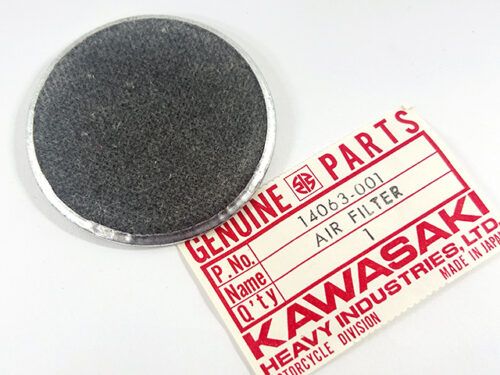 GENUINE PARTS
P.No. 14063-001
Name AIR FILTER
Q'ty 1
KAWASAKI
HEAVY INDUSTRIES, LTD.
MOTORCYCLE DIVISION MADE IN JAPAN